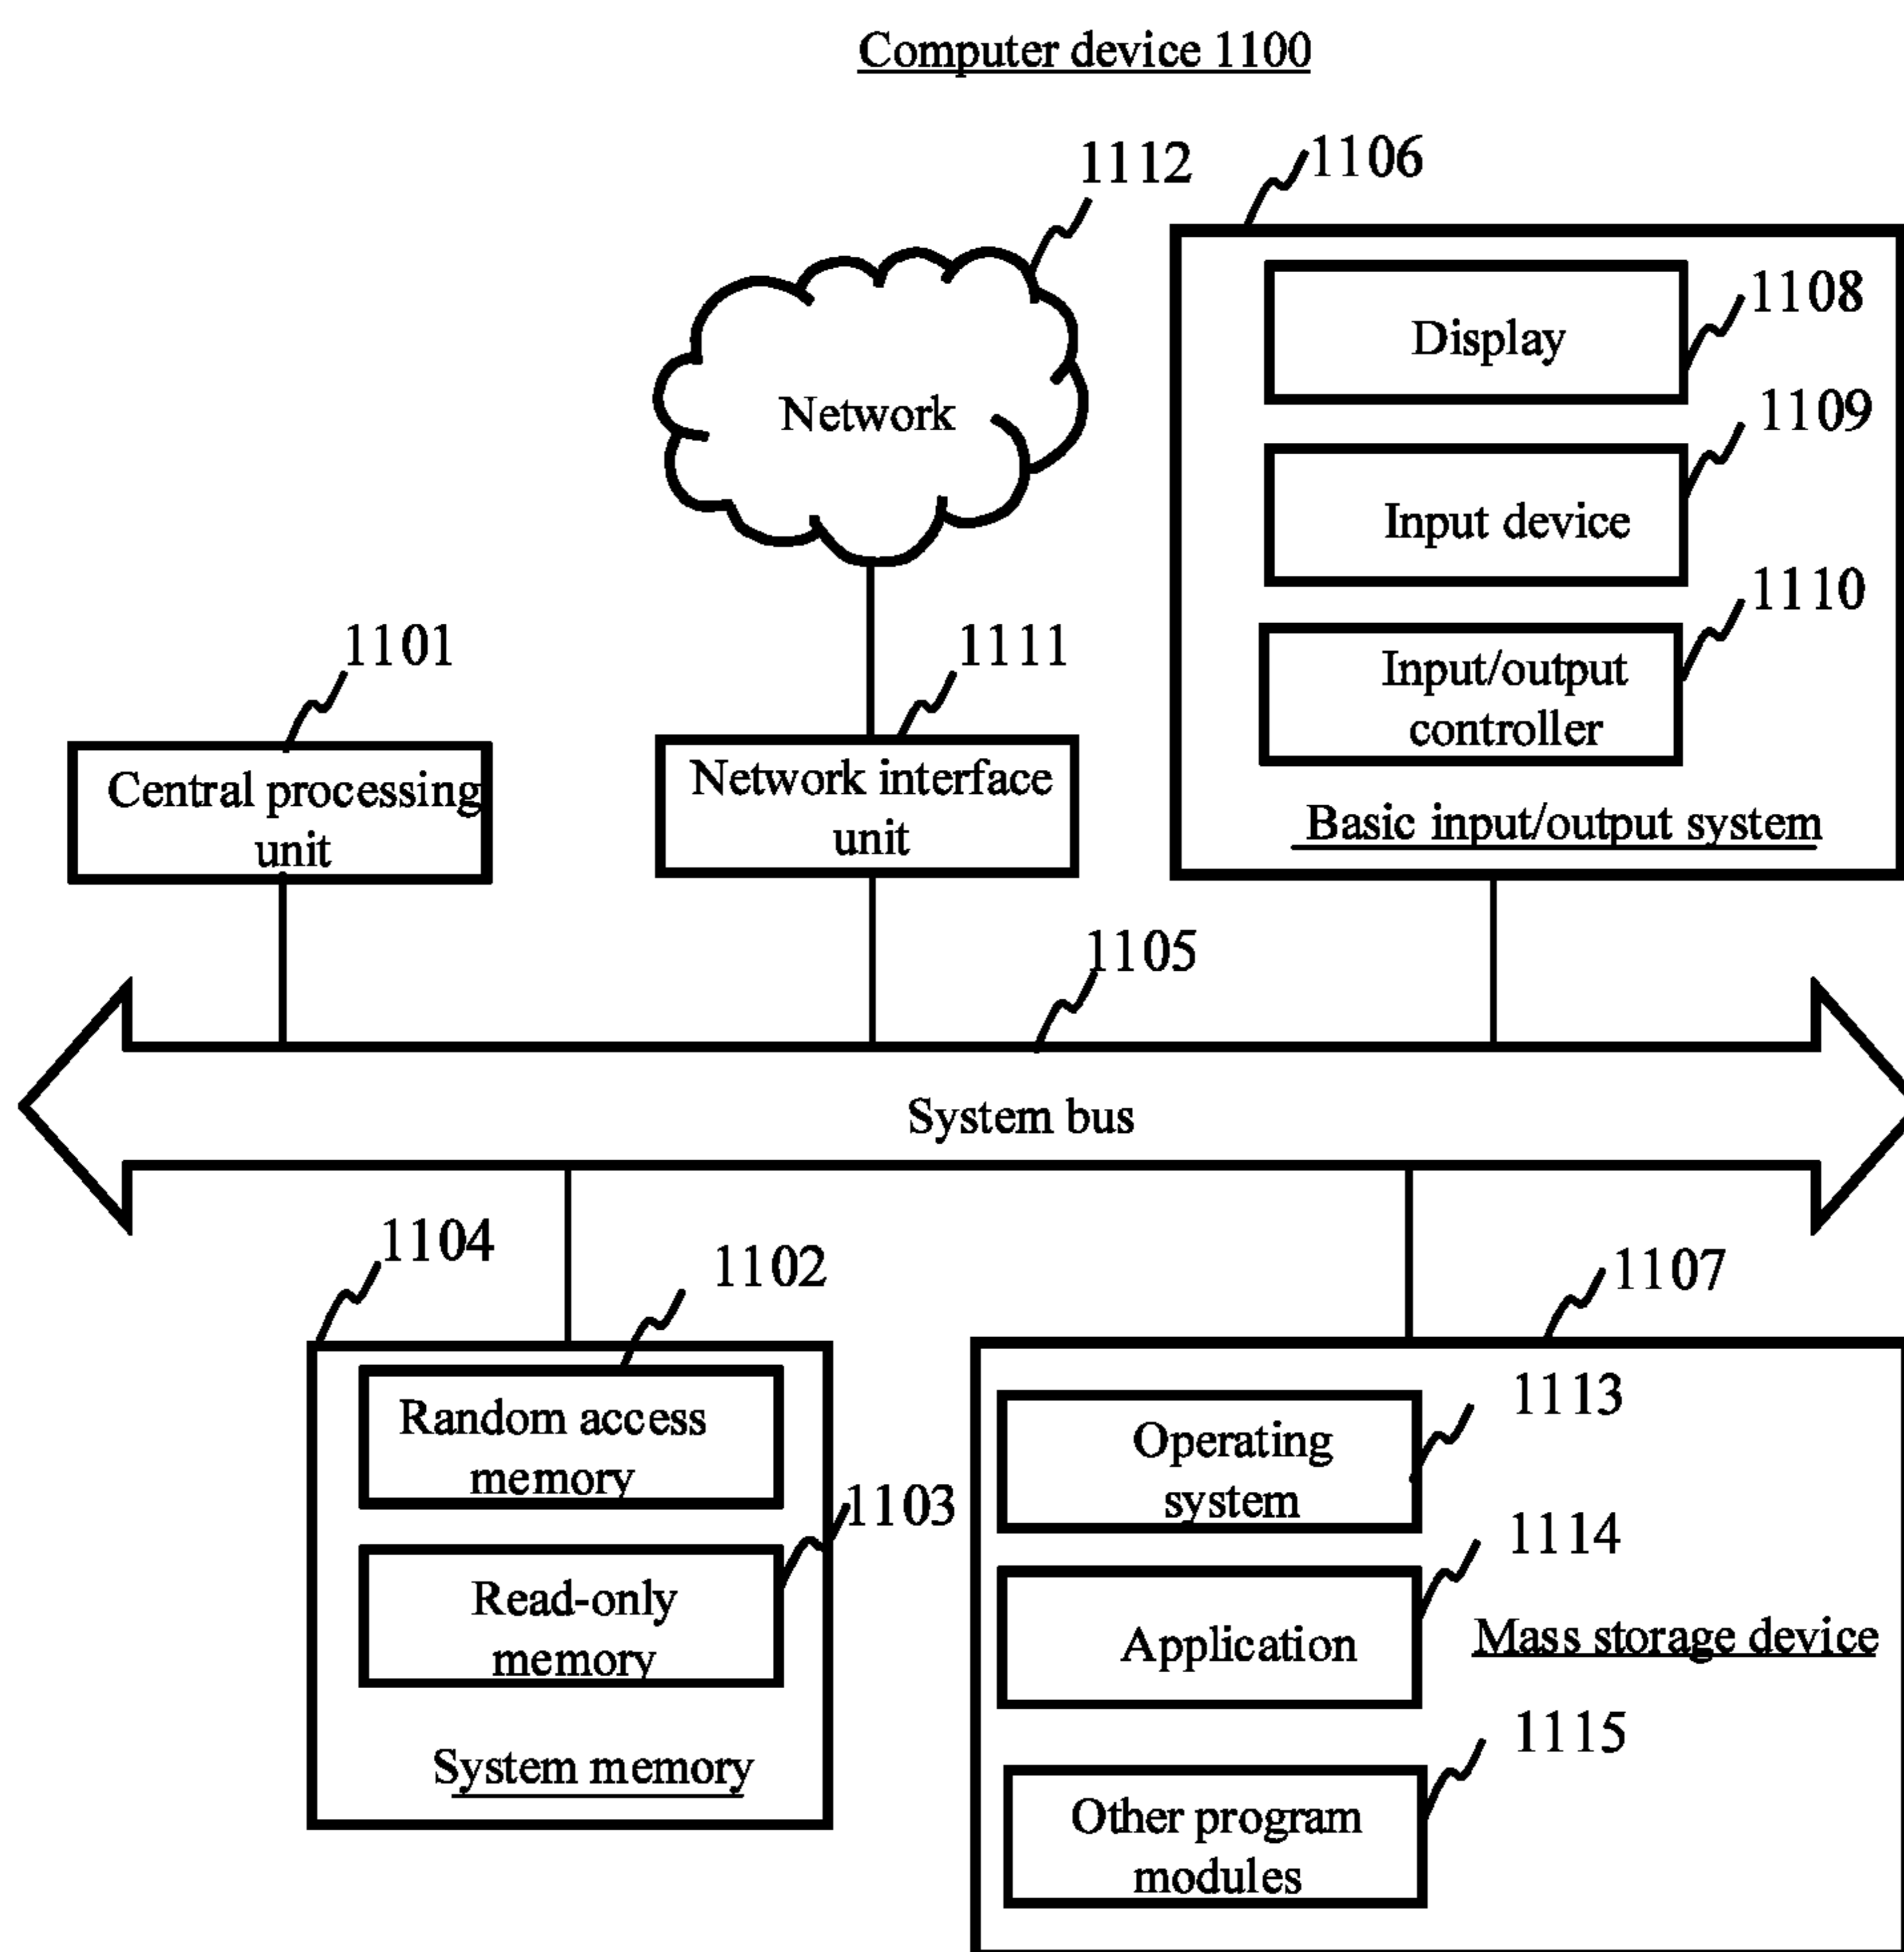 Computer device 1100
1112
1106
Network
Display
1108
Input device
1109
Input/output
controller
1110
Basic input/output system
1101
Central processing
unit
1111
Network interface
unit
1105
System bus
1104
1102
Random access
memory
1103
Read-only
memory
System memory
1107
1113
Operating
system
1114
Application
Mass storage device
1115
Other program
modules